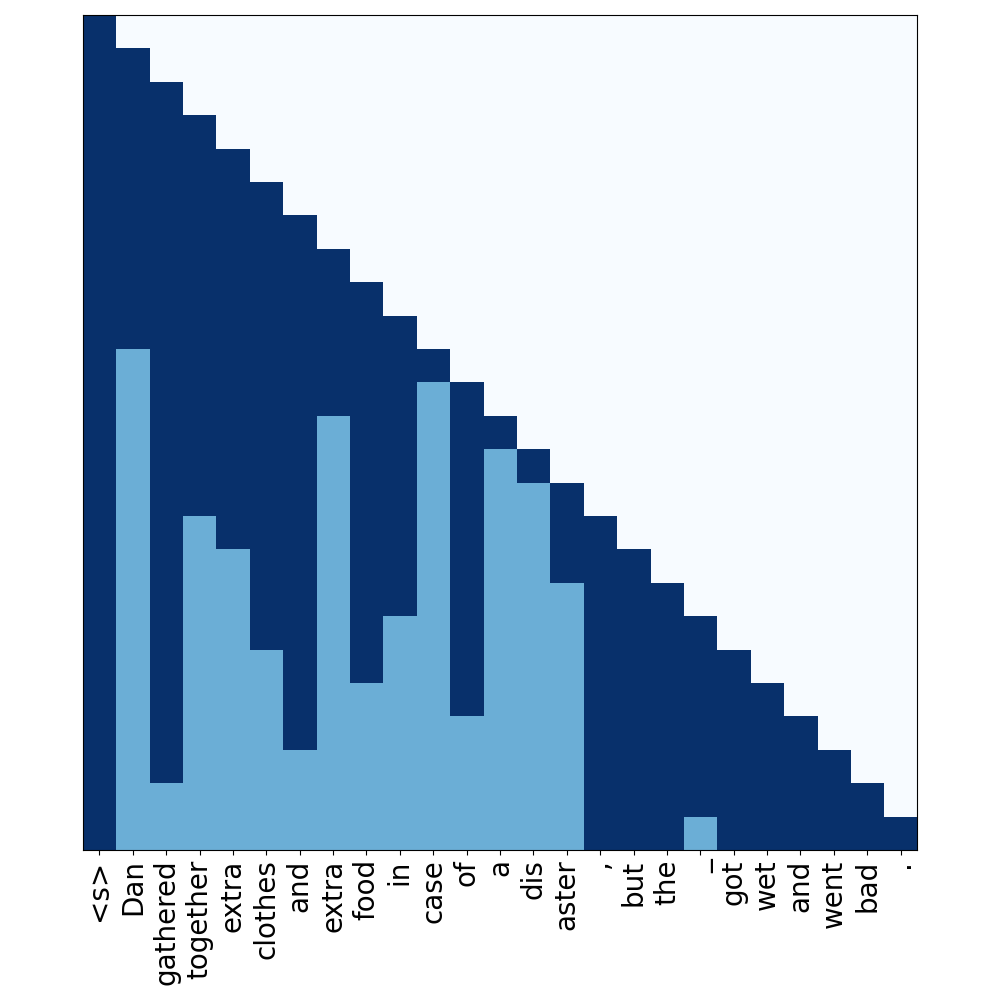 <s> Dan gathered together extra clothes and extra food in case of a dis aster , but the _ got wet and went bad .